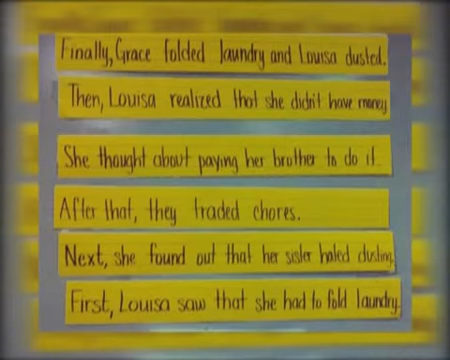 Finally, Grace folded laundry and Louisa dusted.
Then, Louisa realized that she didn't have money
She thought about paying her brother to do it.
After that, they traded chores.
Next, she found out that her sister hated dusting.
First, Louisa saw that she had to fold laundry.